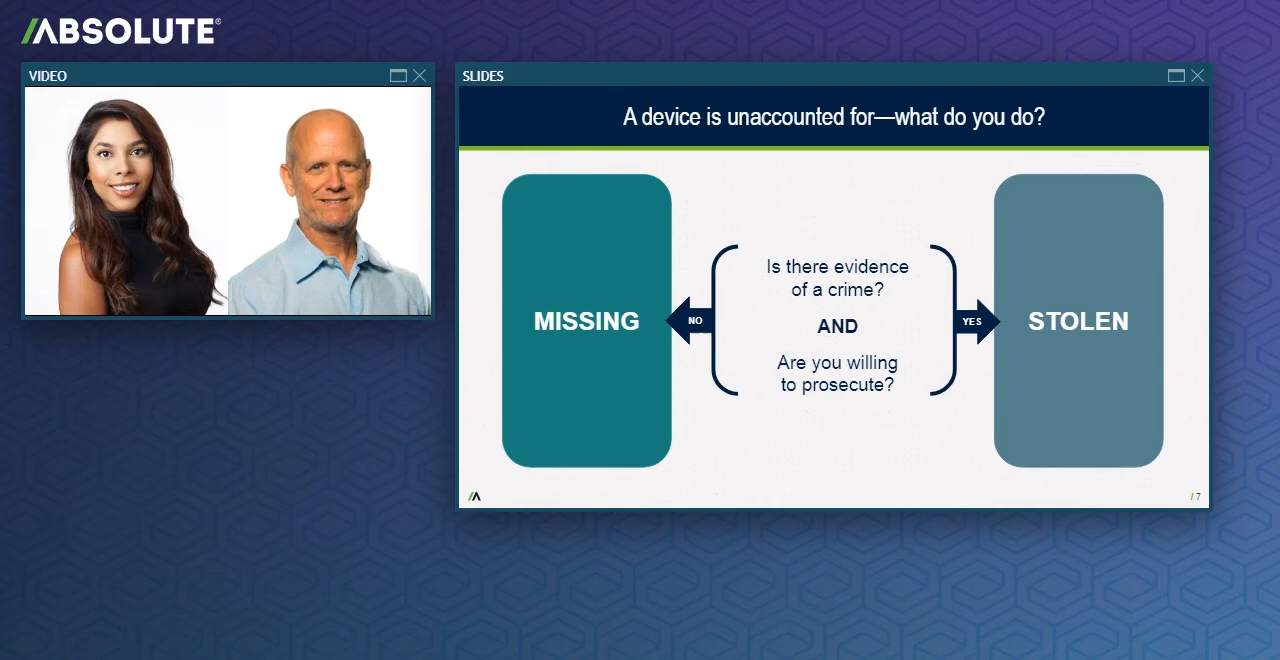 ABSOLUTE®
VIDEO
SLIDES
A device is unaccounted for—what do you do?
MISSING
NO
Is there evidence
of a crime?
AND
Are you willing
to prosecute?
YES
STOLEN
/ 7